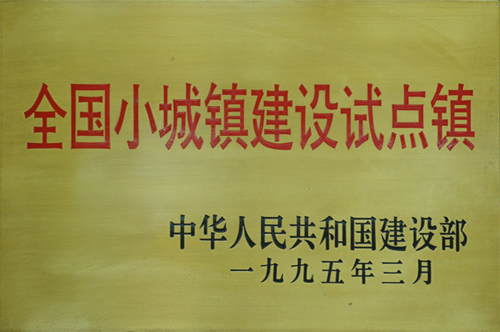 全国小城镇建设试点镇
中华人民共和国建设部
一九九五年三月